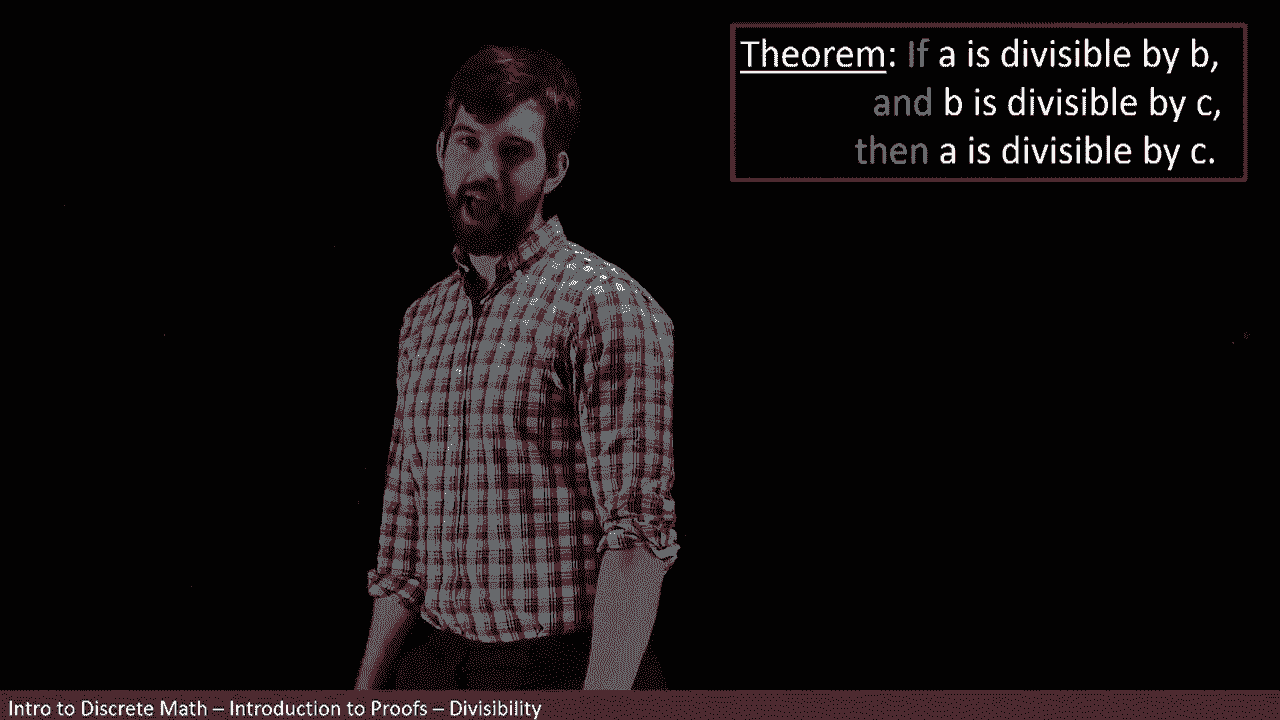 Theorem: If a is divisible by b,
and b is divisible by c,
then a is divisible by c.
Intro to Discrete Math – Introduction to Proofs – Divisibility